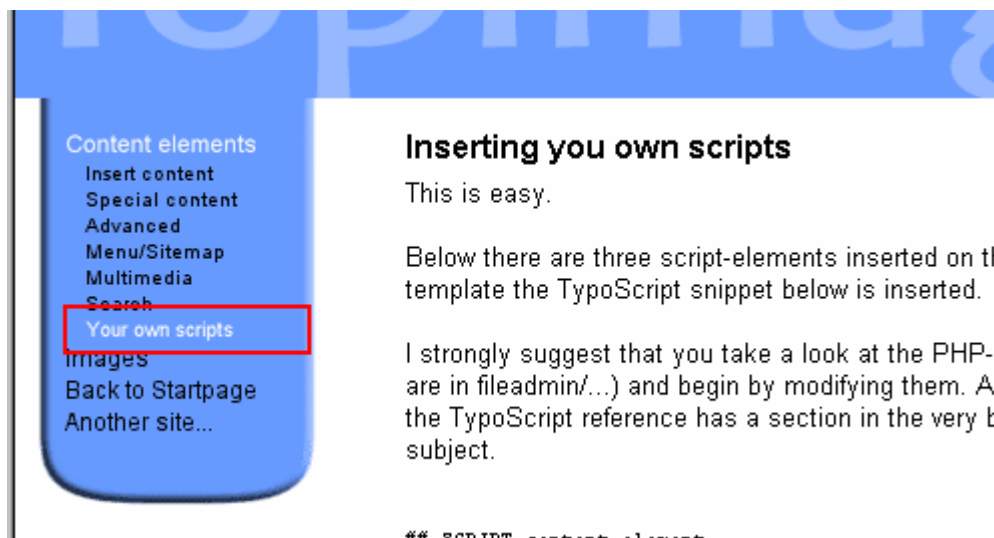 Content elements
Insert content
Special content
Advanced
Menu/Sitemap
Multimedia
Search
Your own scripts
Images
Back to Startpage
Another site...
Inserting you own scripts
This is easy.
Below there are three script-elements inserted on
template the TypoScript snippet below is inserted.
I strongly suggest that you take a look at the PHP-
are in fileadmin/...) and begin by modifying them.
the TypoScript reference has a section in the very
subject.
## SCRIPT content element